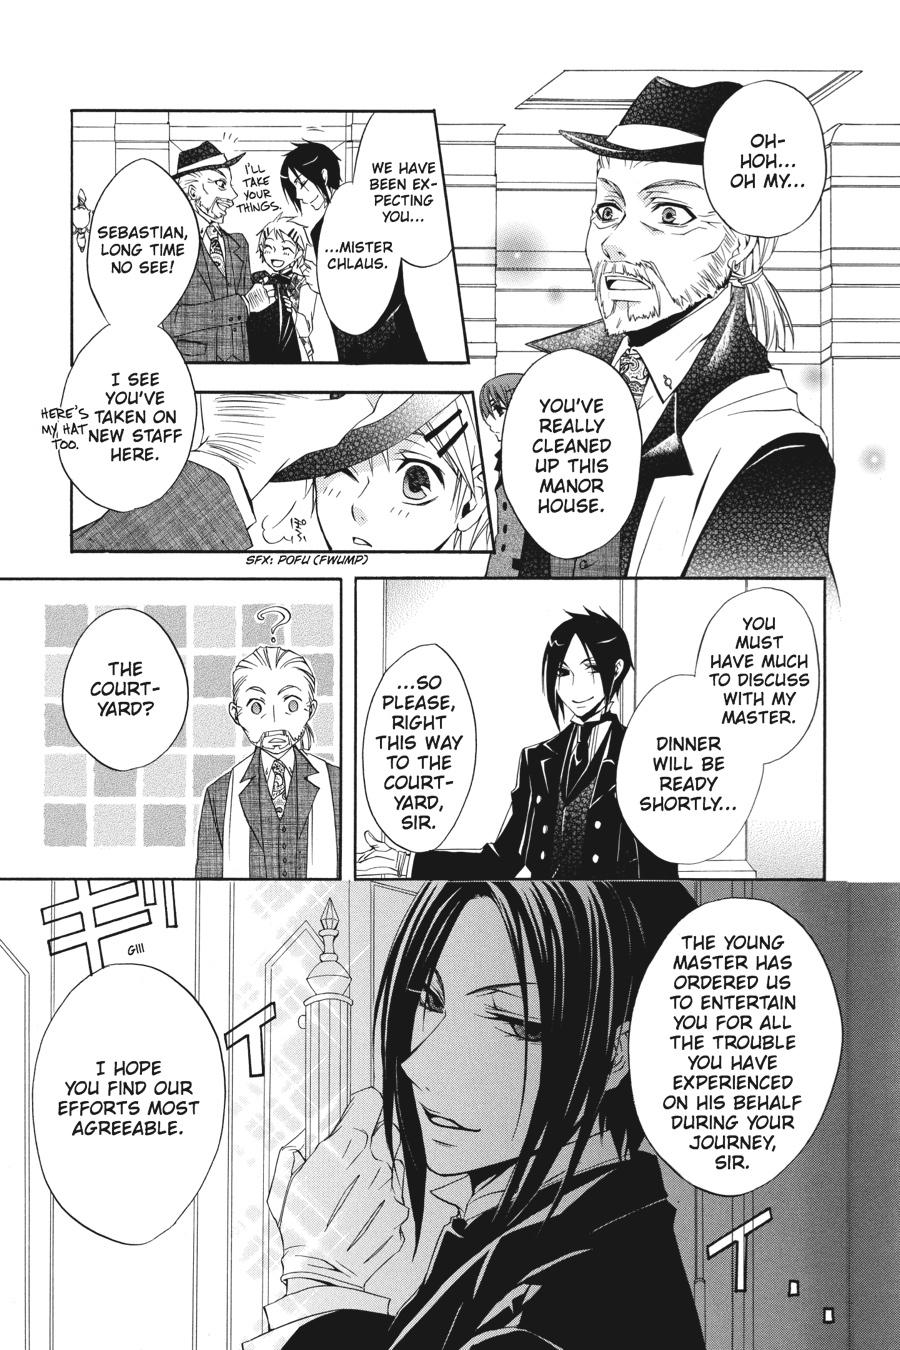 OH-
HOH...
OH MY...
YOU'VE
REALLY
CLEANED
UP THIS
MANOR
HOUSE.
WE HAVE
BEEN EX-
PECTING
YOU...
...MISTER
CHLAUS.
I'LL
TAKE
YOUR
THINGS.
SEBASTIAN,
LONG TIME
NO SEE!
I SEE
YOU'VE
TAKEN ON
NEW STAFF
HERE.
HERE'S
MY HAT
TOO.
SFX: POFU (FWUMP)
YOU
MUST
HAVE MUCH
TO DISCUSS
WITH MY
MASTER.
DINNER
WILL BE
READY
SHORTLY...
...SO
PLEASE,
RIGHT
THIS WAY
TO THE
COURT-
YARD,
SIR.
?
THE
COURT-
YARD?
THE YOUNG
MASTER HAS
ORDERED US
TO ENTERTAIN
YOU FOR ALL
THE TROUBLE
YOU HAVE
EXPERIENCED
ON HIS BEHALF
DURING YOUR
JOURNEY,
SIR.
GIII
I HOPE
YOU FIND OUR
EFFORTS MOST
AGREEABLE.